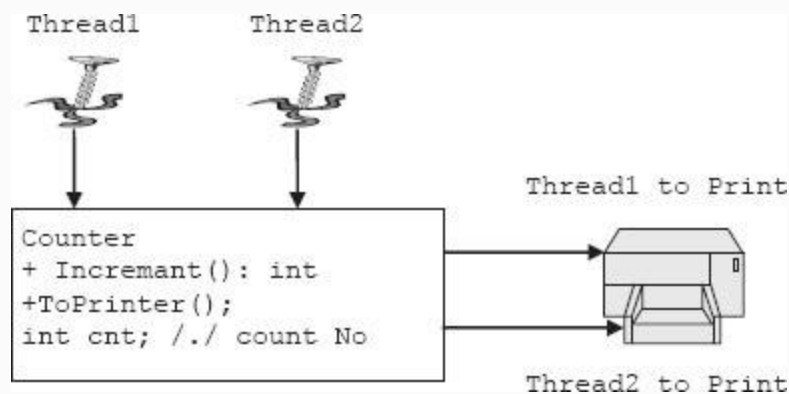 Thread1
Thread2
Thread1 to Print
Counter
+ Incremant(): int
+ToPrinter();
int cnt; /./ count No
Thread2 to Print